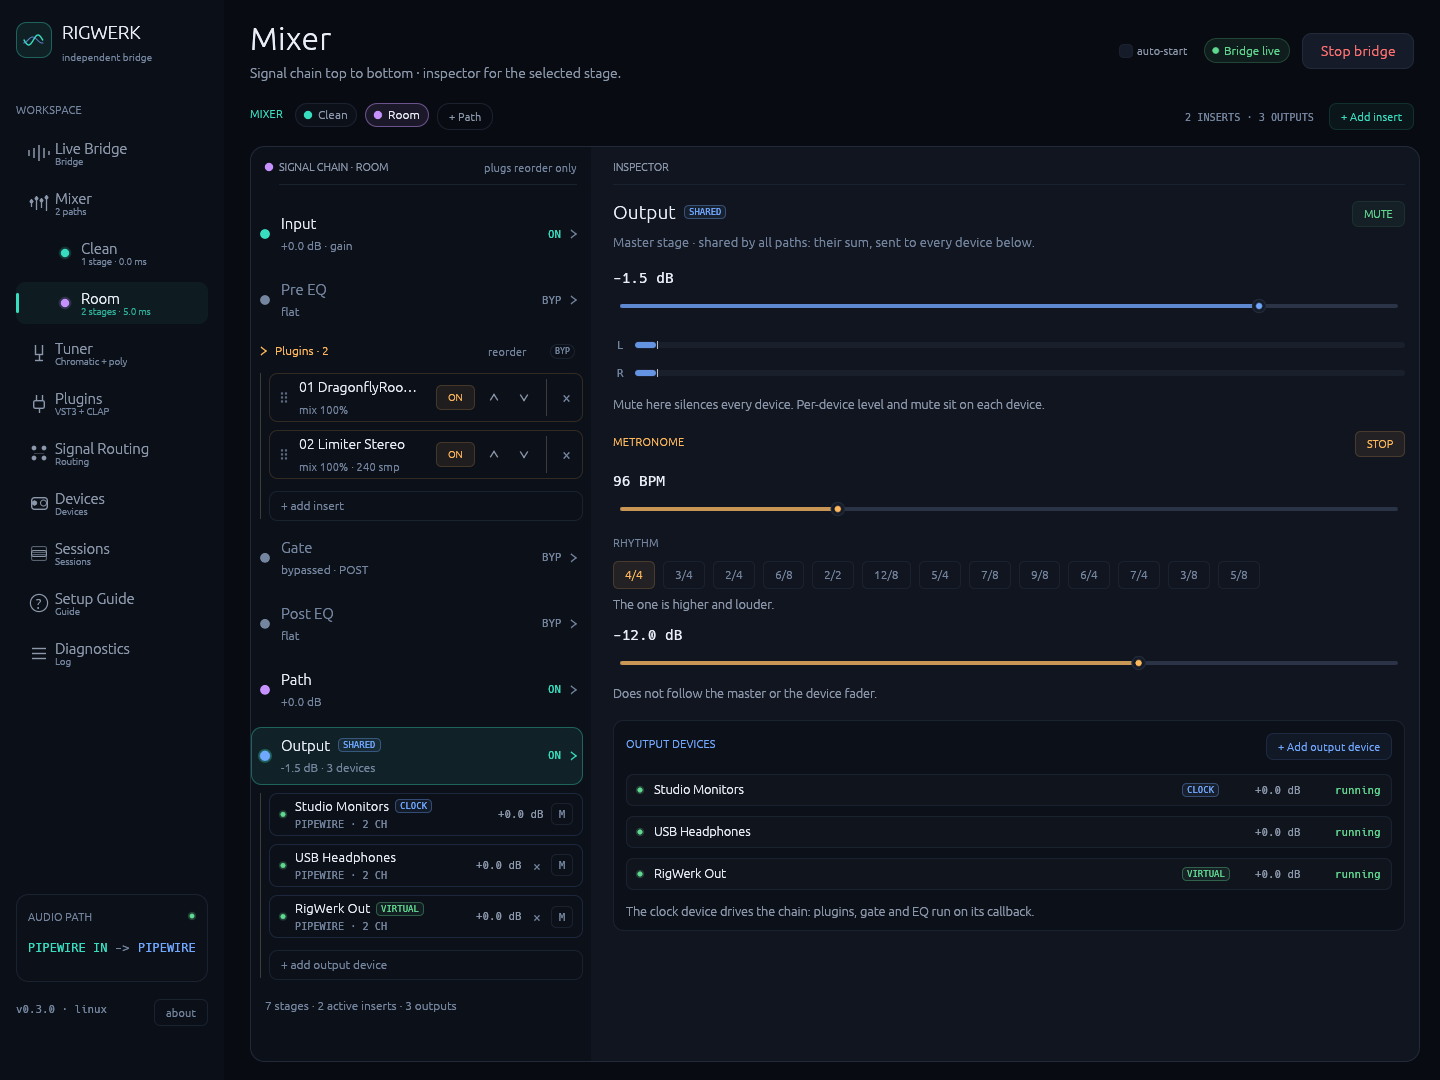 RIGWERK
independent bridge
WORKSPACE
Live Bridge
Bridge
Mixer
2 paths
Clean
1 stage · 0.0 ms
Room
2 stages · 5.0 ms
Tuner
Chromatic + poly
Plugins
VST3 + CLAP
Signal Routing
Routing
Devices
Devices
Sessions
Sessions
Setup Guide
Guide
Diagnostics
Log
AUDIO PATH
PIPEWIRE IN -> PIPEWIRE
v0.3.0 · linux
about
Mixer
Signal chain top to bottom · inspector for the selected stage.
auto-start
Bridge live
Stop bridge
MIXER
Clean
Room
+ Path
2 INSERTS · 3 OUTPUTS
+ Add insert
SIGNAL CHAIN · ROOM
plugs reorder only
Input
+0.0 dB · gain
ON
Pre EQ
flat
BYP
Plugins · 2
reorder
BYP
01 DragonflyRoo…
mix 100%
ON
02 Limiter Stereo
mix 100% · 240 smp
ON
+ add insert
Gate
bypassed · POST
BYP
Post EQ
flat
BYP
Path
+0.0 dB
ON
Output SHARED
-1.5 dB · 3 devices
ON
Studio Monitors CLOCK
PIPEWIRE · 2 CH
+0.0 dB
M
USB Headphones
PIPEWIRE · 2 CH
+0.0 dB
×
M
RigWerk Out VIRTUAL
PIPEWIRE · 2 CH
+0.0 dB
×
M
+ add output device
7 stages · 2 active inserts · 3 outputs
INSPECTOR
Output SHARED
MUTE
Master stage · shared by all paths: their sum, sent to every device below.
-1.5 dB
L
R
Mute here silences every device. Per-device level and mute sit on each device.
METRONOME
STOP
96 BPM
RHYTHM
4/4 3/4 2/4 6/8 2/2 12/8 5/4 7/8 9/8 6/4 7/4 3/8 5/8
The one is higher and louder.
-12.0 dB
Does not follow the master or the device fader.
OUTPUT DEVICES
+ Add output device
Studio Monitors CLOCK +0.0 dB running
USB Headphones +0.0 dB running
RigWerk Out VIRTUAL +0.0 dB running
The clock device drives the chain: plugins, gate and EQ run on its callback.